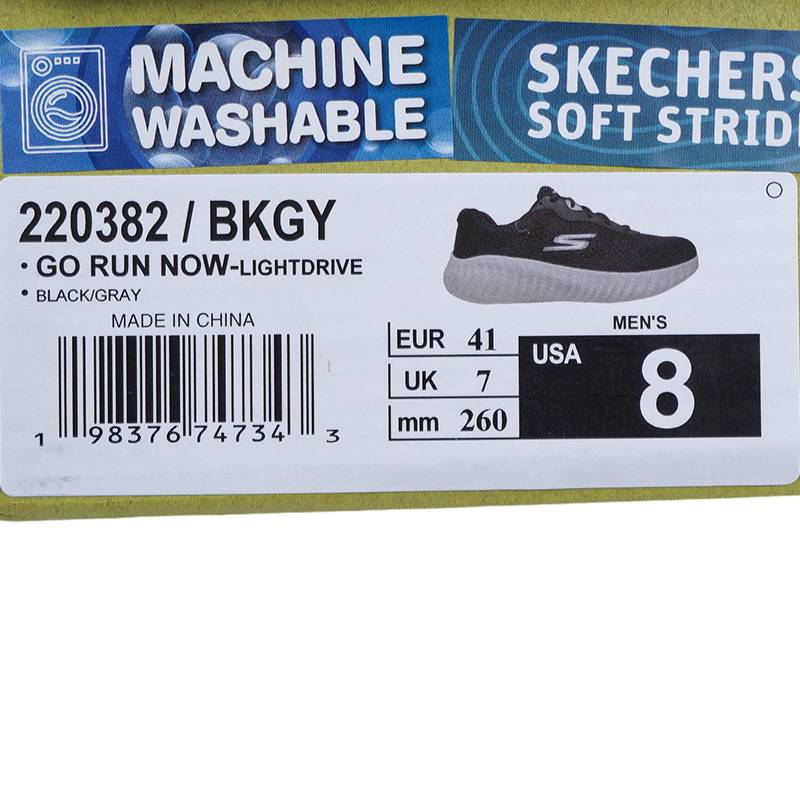 MACHINE
WASHABLE
SKECHERS
SOFT STRID
220382 / BKGY
• GO RUN NOW-LIGHTDRIVE
• BLACK/GRAY
MADE IN CHINA
1 98376 74734 3
EUR 41
UK 7
mm 260
MEN'S
USA 8